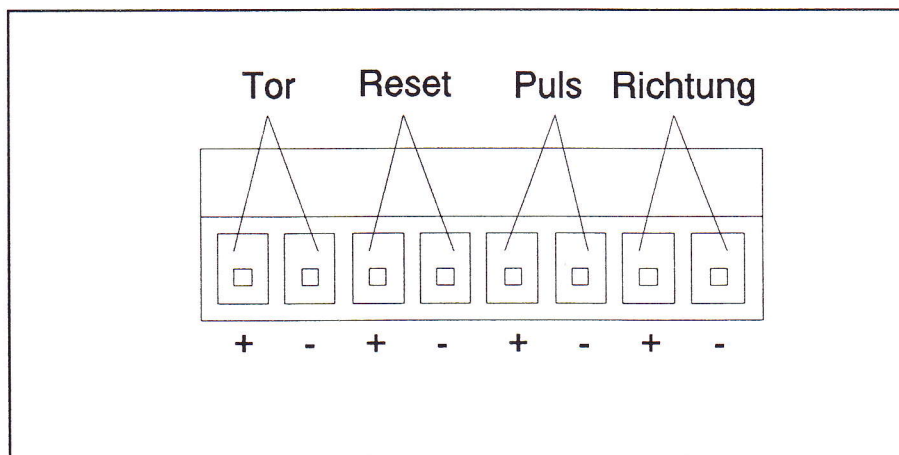 Tor Reset Puls Richtung
+ - + - + - + -